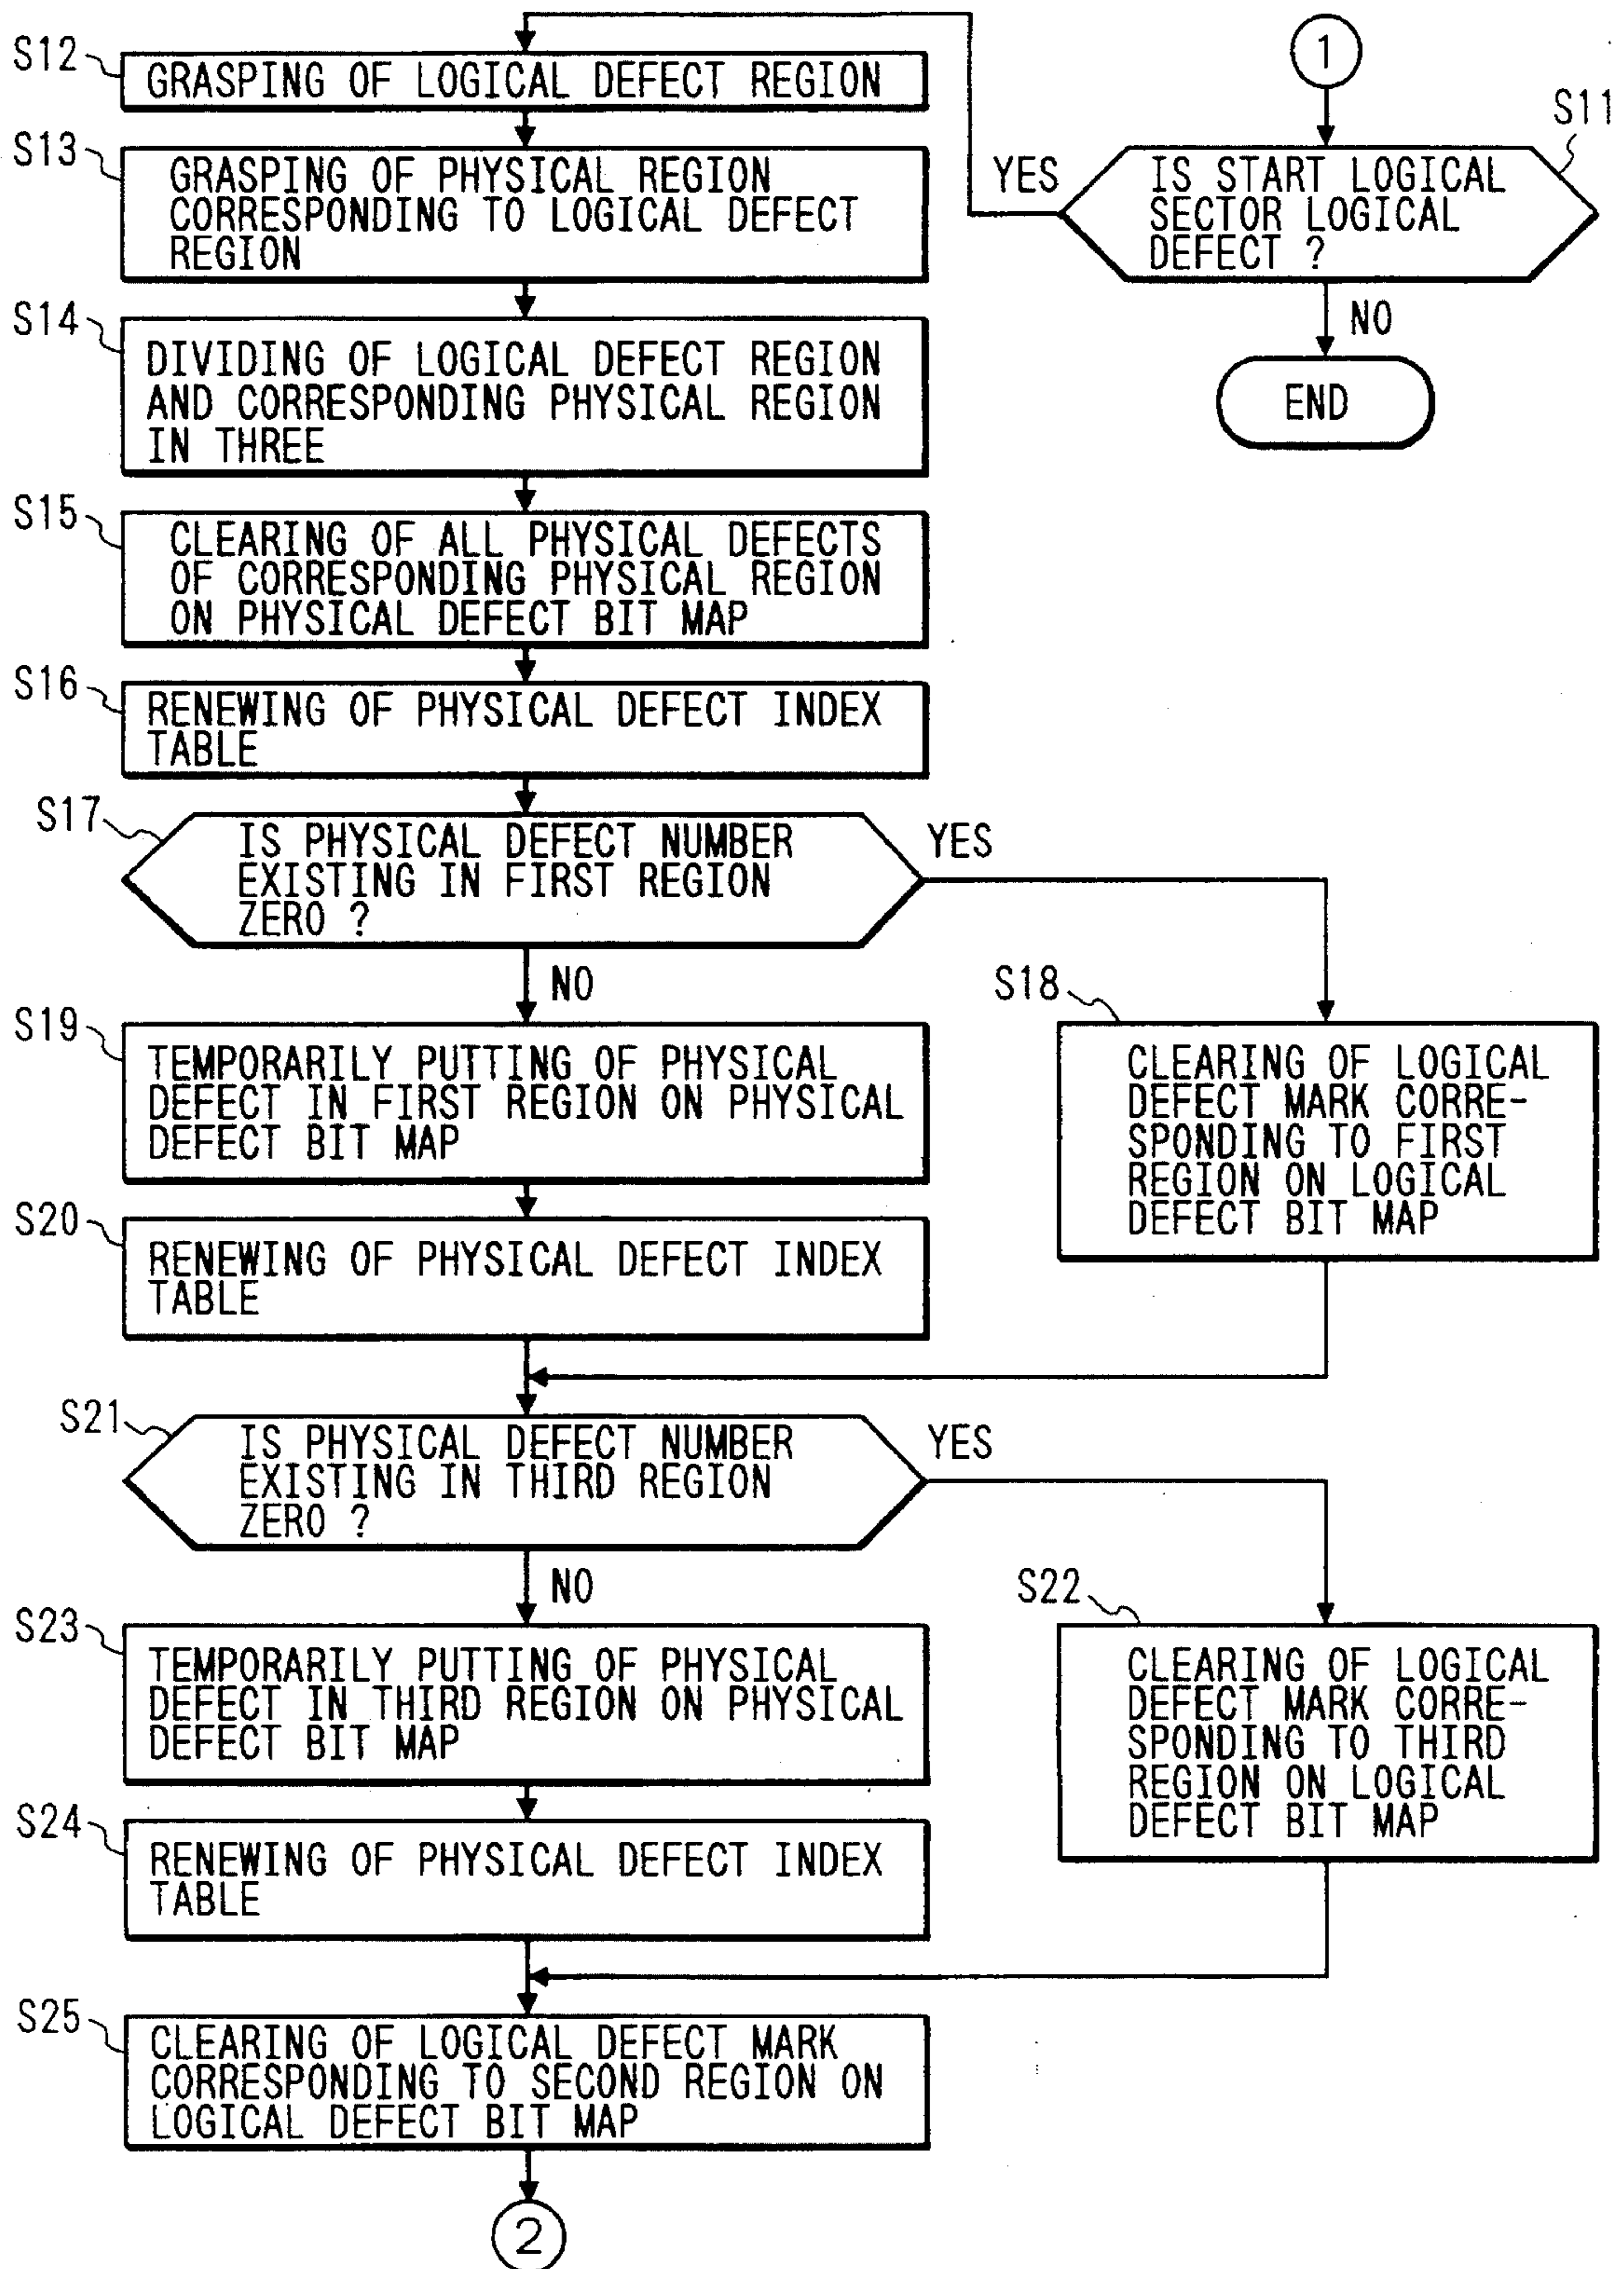 1
S11
IS START LOGICAL
SECTOR LOGICAL
DEFECT ?
YES
NO
END
S12
GRASPING OF LOGICAL DEFECT REGION
S13
GRASPING OF PHYSICAL REGION
CORRESPONDING TO LOGICAL DEFECT
REGION
S14
DIVIDING OF LOGICAL DEFECT REGION
AND CORRESPONDING PHYSICAL REGION
IN THREE
S15
CLEARING OF ALL PHYSICAL DEFECTS
OF CORRESPONDING PHYSICAL REGION
ON PHYSICAL DEFECT BIT MAP
S16
RENEWING OF PHYSICAL DEFECT INDEX
TABLE
S17
IS PHYSICAL DEFECT NUMBER
EXISTING IN FIRST REGION
ZERO ?
YES
NO
S18
CLEARING OF LOGICAL
DEFECT MARK CORRE-
SPONDING TO FIRST
REGION ON LOGICAL
DEFECT BIT MAP
S19
TEMPORARILY PUTTING OF PHYSICAL
DEFECT IN FIRST REGION ON PHYSICAL
DEFECT BIT MAP
S20
RENEWING OF PHYSICAL DEFECT INDEX
TABLE
S21
IS PHYSICAL DEFECT NUMBER
EXISTING IN THIRD REGION
ZERO ?
YES
NO
S22
CLEARING OF LOGICAL
DEFECT MARK CORRE-
SPONDING TO THIRD
REGION ON LOGICAL
DEFECT BIT MAP
S23
TEMPORARILY PUTTING OF PHYSICAL
DEFECT IN THIRD REGION ON PHYSICAL
DEFECT BIT MAP
S24
RENEWING OF PHYSICAL DEFECT INDEX
TABLE
S25
CLEARING OF LOGICAL DEFECT MARK
CORRESPONDING TO SECOND REGION ON
LOGICAL DEFECT BIT MAP
2